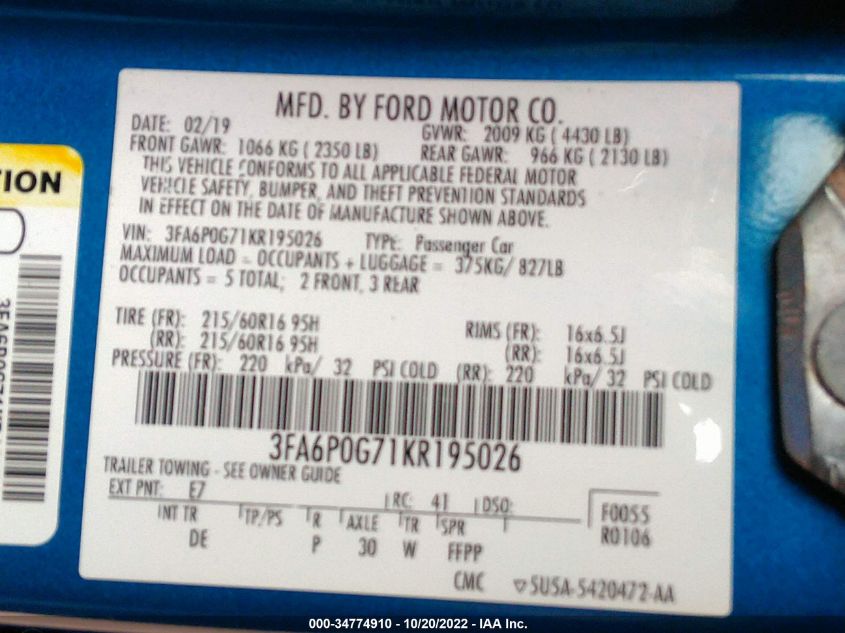 MFD. BY FORD MOTOR CO.
DATE: 02/19 GVWR: 2009 KG ( 4430 LB)
FRONT GAWR: 1066 KG ( 2350 LB) REAR GAWR: 966 KG ( 2130 LB)
THIS VEHICLE CONFORMS TO ALL APPLICABLE FEDERAL MOTOR
VEHICLE SAFETY, BUMPER, AND THEFT PREVENTION STANDARDS
IN EFFECT ON THE DATE OF MANUFACTURE SHOWN ABOVE.
VIN: 3FA6P0G71KR195026 TYPE: Passenger Car
MAXIMUM LOAD = OCCUPANTS + LUGGAGE = 375KG/ 827LB
OCCUPANTS = 5 TOTAL; 2 FRONT, 3 REAR
TIRE (FR): 215/60R16 95H RIMS (FR): 16x6.5J
(RR): 215/60R16 95H (RR): 16x6.5J
PRESSURE (FR): 220 kPa/ 32 PSI COLD (RR): 220 kPa/ 32 PSI COLD
3FA6P0G71KR195026
TRAILER TOWING - SEE OWNER GUIDE
EXT PNT: E7 RC: 41 DSO: F0055
INT TR TP/PS R AXLE TR SPR R0106
DE P 30 W FFPP
CMC 5U5A-5420472-AA
TION
000-34774910 - 10/20/2022 - IAA Inc.